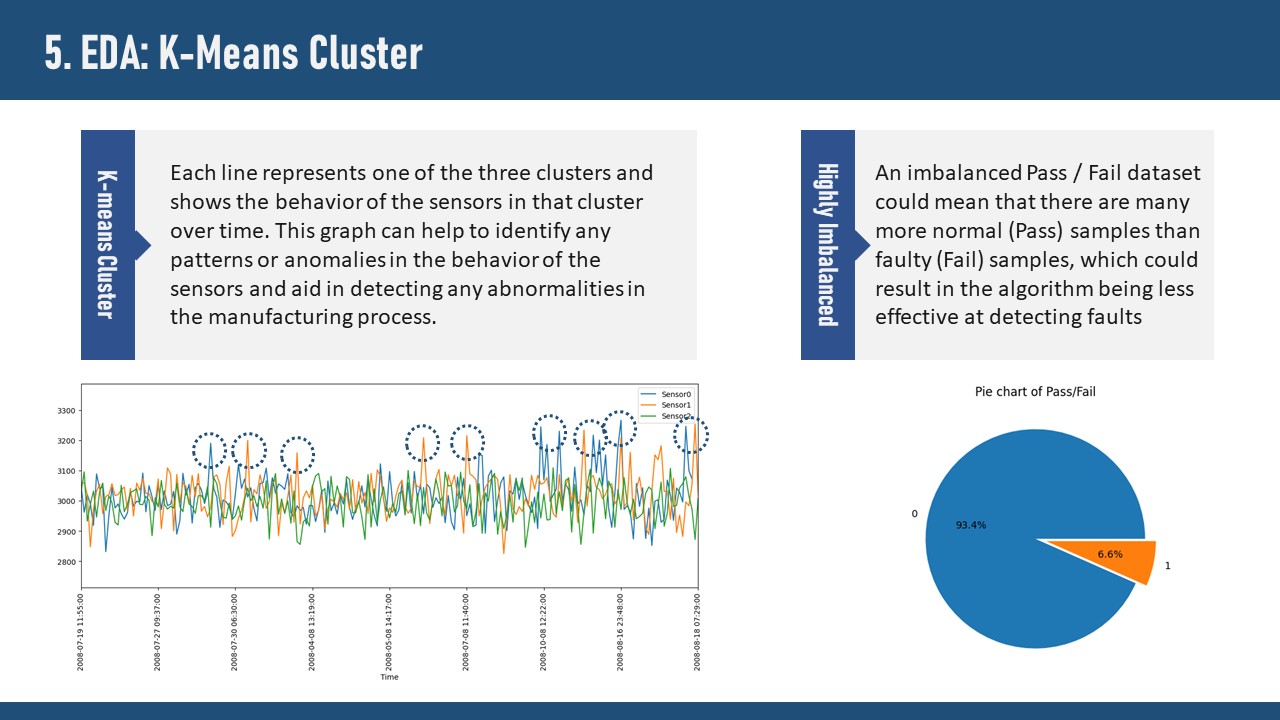 5. EDA: K-Means Cluster
K-means Cluster
Each line represents one of the three clusters and
shows the behavior of the sensors in that cluster
over time. This graph can help to identify any
patterns or anomalies in the behavior of the
sensors and aid in detecting any abnormalities in
the manufacturing process.
Highly Imbalanced
An imbalanced Pass / Fail dataset
could mean that there are many
more normal (Pass) samples than
faulty (Fail) samples, which could
result in the algorithm being less
effective at detecting faults
Sensor0
Sensor1
Sensor2
3300
3200
3100
3000
2900
2800
2008-07-19 11:55:00
2008-07-27 09:37:00
2008-07-30 06:30:00
2008-04-08 13:19:00
2008-05-08 14:17:00
2008-07-08 11:40:00
2008-10-08 12:22:00
2008-08-16 23:48:00
2008-08-18 07:29:00
Time
Pie chart of Pass/Fail
0
93.4%
6.6%
1